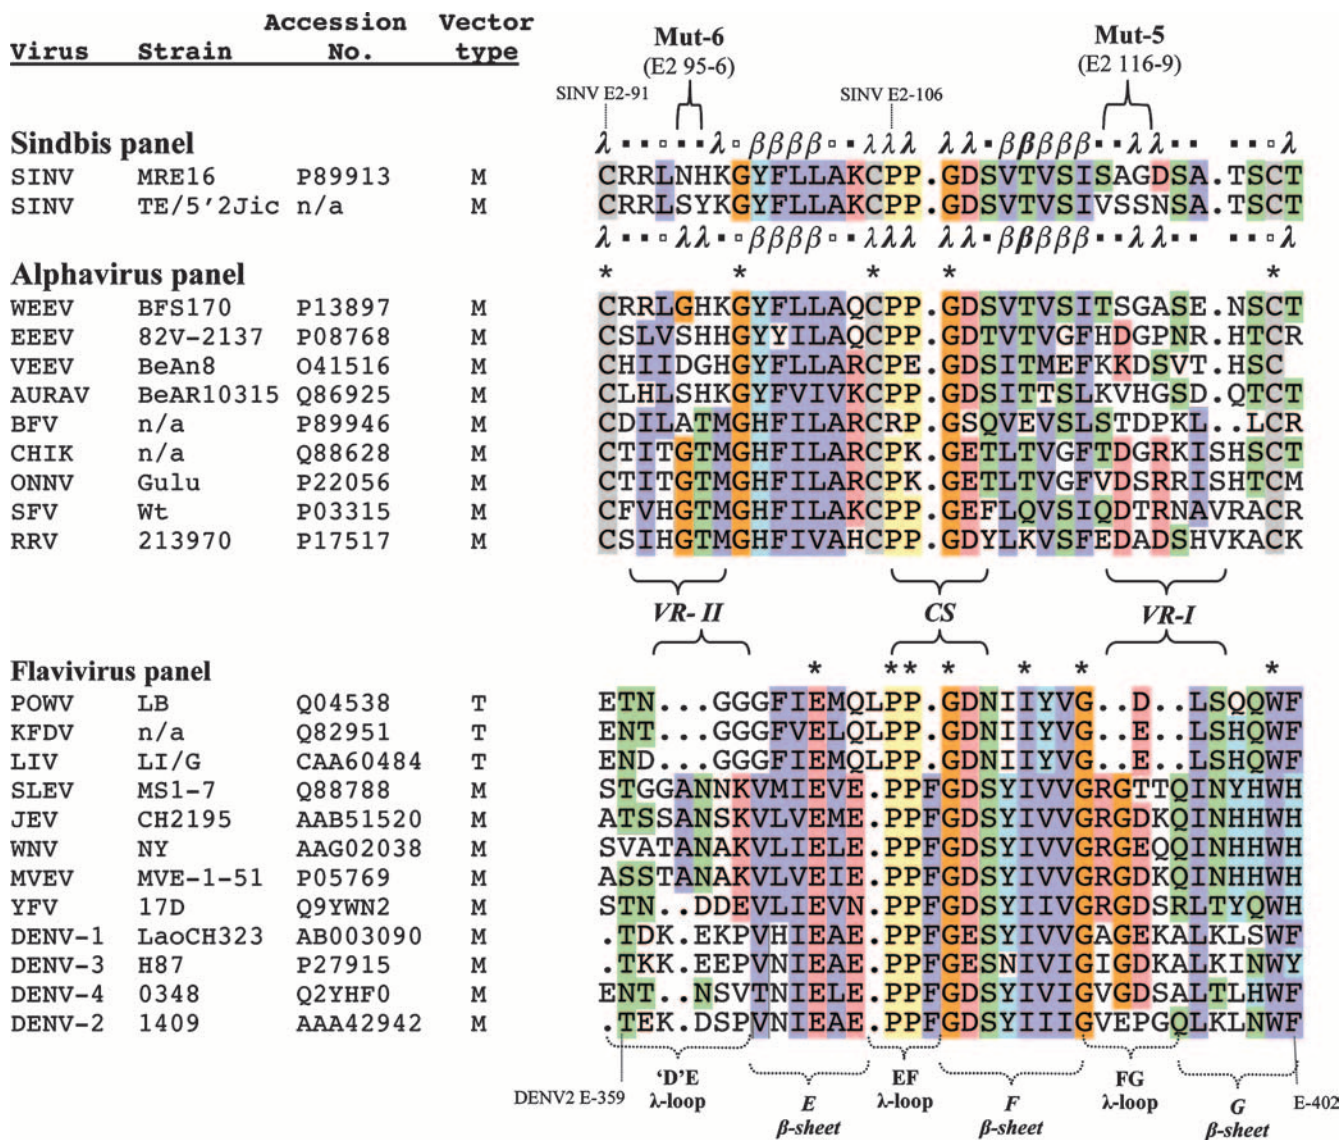 Virus Strain Accession No. Vector type
Mut-6 (E2 95-6)
Mut-5 (E2 116-9)
SINV E2-91
SINV E2-106
Sindbis panel
SINV MRE16 P89913 M CRRLNHKGYFLLAKCPP.GDSVTVSISAGDSA.TSCT
SINV TE/5'2Jic n/a M CRRLSYKGYFLLAKCPP.GDSVTVSIVSSNSA.TSCT
Alphavirus panel * * * * *
WEEV BFS170 P13897 M CRRLGHKGYFLLAQCPP.GDSVTVSITSGASE.NSCT
EEEV 82V-2137 P08768 M CSLVSHHGYYILAQCPP.GDTVTVGFHDGPNR.HTCR
VEEV BeAn8 O41516 M CHIIDGHGYFLLARCPE.GDSITMEFKKDSVT.HSC
AURAV BeAR10315 Q86925 M CLHLSHKGYFVIVKCPP.GDSITTSLKVHGSD.QTCT
BFV n/a P89946 M CDILATMGHFILARCRP.GSQVEVSLSTDPKL..LCR
CHIK n/a Q88628 M CTITGTMGHFILARCPK.GETLTVGFTDGRKISHSCT
ONNV Gulu P22056 M CTITGTMGHFILARCPK.GETLTVGFVDSRRISHTCM
SFV Wt P03315 M CFVHGTMGHFILAKCPP.GEFLQVSIQDTRNAVRACR
RRV 213970 P17517 M CSIHGTMGHFIVAHCPP.GDYLKVSFEDADSHVKACK
VR- II CS VR-I
Flavivirus panel * ** * * * *
POWV LB Q04538 T ETN...GGGFIEMQLPP.GDNIIYVG..D..LSQQWF
KFDV n/a Q82951 T ENT...GGGFVELQLPP.GDNIIYVG..E..LSHQWF
LIV LI/G CAA60484 T END...GGGFIEMQLPP.GDNIIYVG..E..LSHQWF
SLEV MS1-7 Q88788 M STGGANNKVMIEVE.PPFGDSYIVVGRGTTQINYHWH
JEV CH2195 AAB51520 M ATSSANSKVLVEME.PPFGDSYIVVGRGDKQINHHWH
WNV NY AAG02038 M SVATANAKVLIELE.PPFGDSYIVVGRGEQQINHHWH
MVEV MVE-1-51 P05769 M ASSTANAKVLVEIE.PPFGDSYIVVGRGDKQINHHWH
YFV 17D Q9YWN2 M STN..DDEVLIEVN.PPFGDSYIIVGRGDSRLTYQWH
DENV-1 LaoCH323 AB003090 M .TDK.EKPVHIEAE.PPFGESYIVVGAGEKALKLSWF
DENV-3 H87 P27915 M .TKK.EEPVNIEAE.PPFGESNIVIGIGDKALKINWY
DENV-4 0348 Q2YHF0 M ENT..NSVTNIELE.PPFGDSYIVIGVGDSALTLHWF
DENV-2 1409 AAA42942 M .TEK.DSPVNIEAE.PPFGDSYIIIGVEPGQLKLNWF
DENV2 E-359
'D'E λ-loop
E β-sheet
EF λ-loop
F β-sheet
FG λ-loop
G β-sheet
E-402